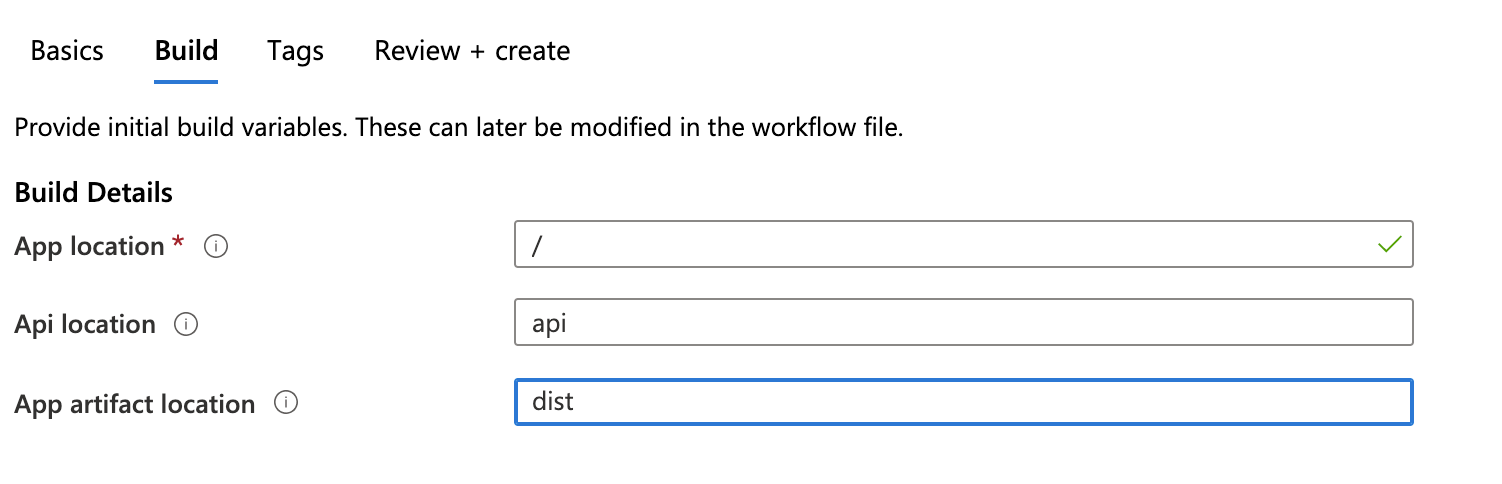 Basics Build Tags Review + create
Provide initial build variables. These can later be modified in the workflow file.
Build Details
App location * /
Api location api
App artifact location dist